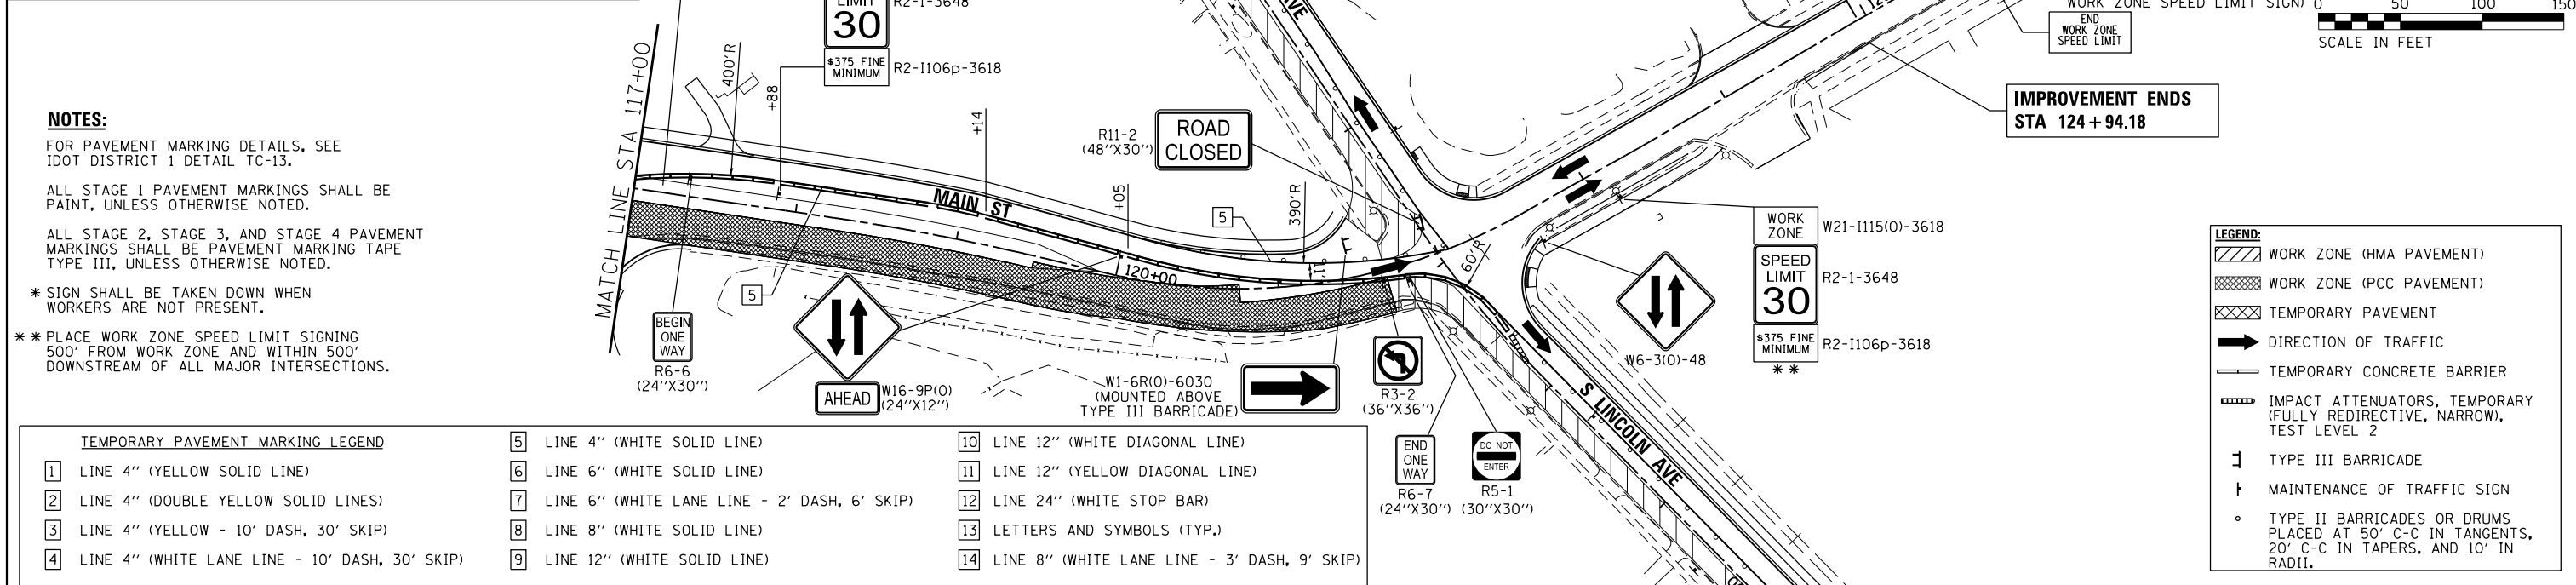 LIMIT
30
R2-1-3648
$375 FINE
MINIMUM
R2-I106p-3618
WORK ZONE SPEED LIMIT SIGN)
END
WORK ZONE
SPEED LIMIT
0 50 100 150
SCALE IN FEET
IMPROVEMENT ENDS
STA 124+94.18
NOTES:
FOR PAVEMENT MARKING DETAILS, SEE
IDOT DISTRICT 1 DETAIL TC-13.
ALL STAGE 1 PAVEMENT MARKINGS SHALL BE
PAINT, UNLESS OTHERWISE NOTED.
ALL STAGE 2, STAGE 3, AND STAGE 4 PAVEMENT
MARKINGS SHALL BE PAVEMENT MARKING TAPE
TYPE III, UNLESS OTHERWISE NOTED.
* SIGN SHALL BE TAKEN DOWN WHEN
WORKERS ARE NOT PRESENT.
** PLACE WORK ZONE SPEED LIMIT SIGNING
500' FROM WORK ZONE AND WITHIN 500'
DOWNSTREAM OF ALL MAJOR INTERSECTIONS.
MATCH LINE STA 117+00
400'R
+88
+14
+05
390'R
60'R
11'
MAIN ST
120+00
5
5
AVE
S LINCOLN AVE
R11-2
(48''X30'')
ROAD
CLOSED
BEGIN
ONE
WAY
R6-6
(24''X30'')
AHEAD
W16-9P(O)
(24''X12'')
W1-6R(O)-6030
(MOUNTED ABOVE
TYPE III BARRICADE)
R3-2
(36''X36'')
END
ONE
WAY
R6-7
(24''X30'')
DO NOT
ENTER
R5-1
(30''X30'')
W6-3(O)-48
WORK
ZONE
W21-I115(O)-3618
SPEED
LIMIT
30
R2-1-3648
$375 FINE
MINIMUM
R2-I106p-3618
**
LEGEND:
WORK ZONE (HMA PAVEMENT)
WORK ZONE (PCC PAVEMENT)
TEMPORARY PAVEMENT
DIRECTION OF TRAFFIC
TEMPORARY CONCRETE BARRIER
IMPACT ATTENUATORS, TEMPORARY
(FULLY REDIRECTIVE, NARROW),
TEST LEVEL 2
TYPE III BARRICADE
MAINTENANCE OF TRAFFIC SIGN
TYPE II BARRICADES OR DRUMS
PLACED AT 50' C-C IN TANGENTS,
20' C-C IN TAPERS, AND 10' IN
RADII.
TEMPORARY PAVEMENT MARKING LEGEND
1 LINE 4'' (YELLOW SOLID LINE)
2 LINE 4'' (DOUBLE YELLOW SOLID LINES)
3 LINE 4'' (YELLOW - 10' DASH, 30' SKIP)
4 LINE 4'' (WHITE LANE LINE - 10' DASH, 30' SKIP)
5 LINE 4'' (WHITE SOLID LINE)
6 LINE 6'' (WHITE SOLID LINE)
7 LINE 6'' (WHITE LANE LINE - 2' DASH, 6' SKIP)
8 LINE 8'' (WHITE SOLID LINE)
9 LINE 12'' (WHITE SOLID LINE)
10 LINE 12'' (WHITE DIAGONAL LINE)
11 LINE 12'' (YELLOW DIAGONAL LINE)
12 LINE 24'' (WHITE STOP BAR)
13 LETTERS AND SYMBOLS (TYP.)
14 LINE 8'' (WHITE LANE LINE - 3' DASH, 9' SKIP)